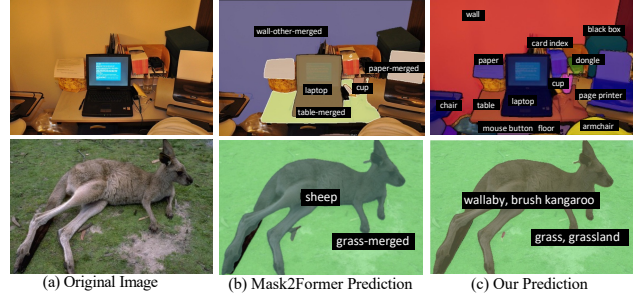 wall-other-merged
paper-merged
laptop
cup
table-merged
wall
black box
card index
paper
dongle
cup
page printer
chair
table
laptop
mouse button
floor
armchair
sheep
grass-merged
wallaby, brush kangaroo
grass, grassland
(a) Original Image
(b) Mask2Former Prediction
(c) Our Prediction